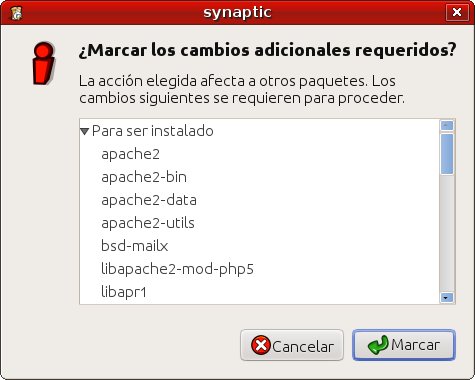 synaptic
¿Marcar los cambios adicionales requeridos?
La acción elegida afecta a otros paquetes. Los
cambios siguientes se requieren para proceder.
Para ser instalado
apache2
apache2-bin
apache2-data
apache2-utils
bsd-mailx
libapache2-mod-php5
libapr1
Cancelar
Marcar